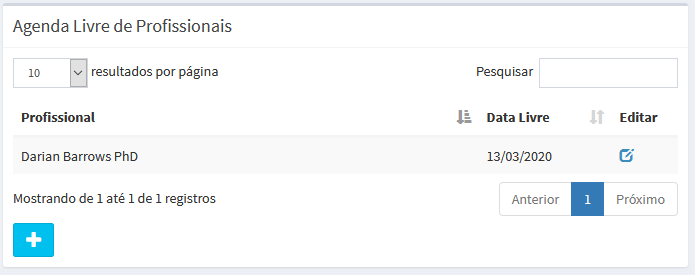 Agenda Livre de Profissionais
10 resultados por página Pesquisar
Profissional Data Livre Editar
Darian Barrows PhD 13/03/2020
Mostrando de 1 até 1 de 1 registros Anterior 1 Próximo